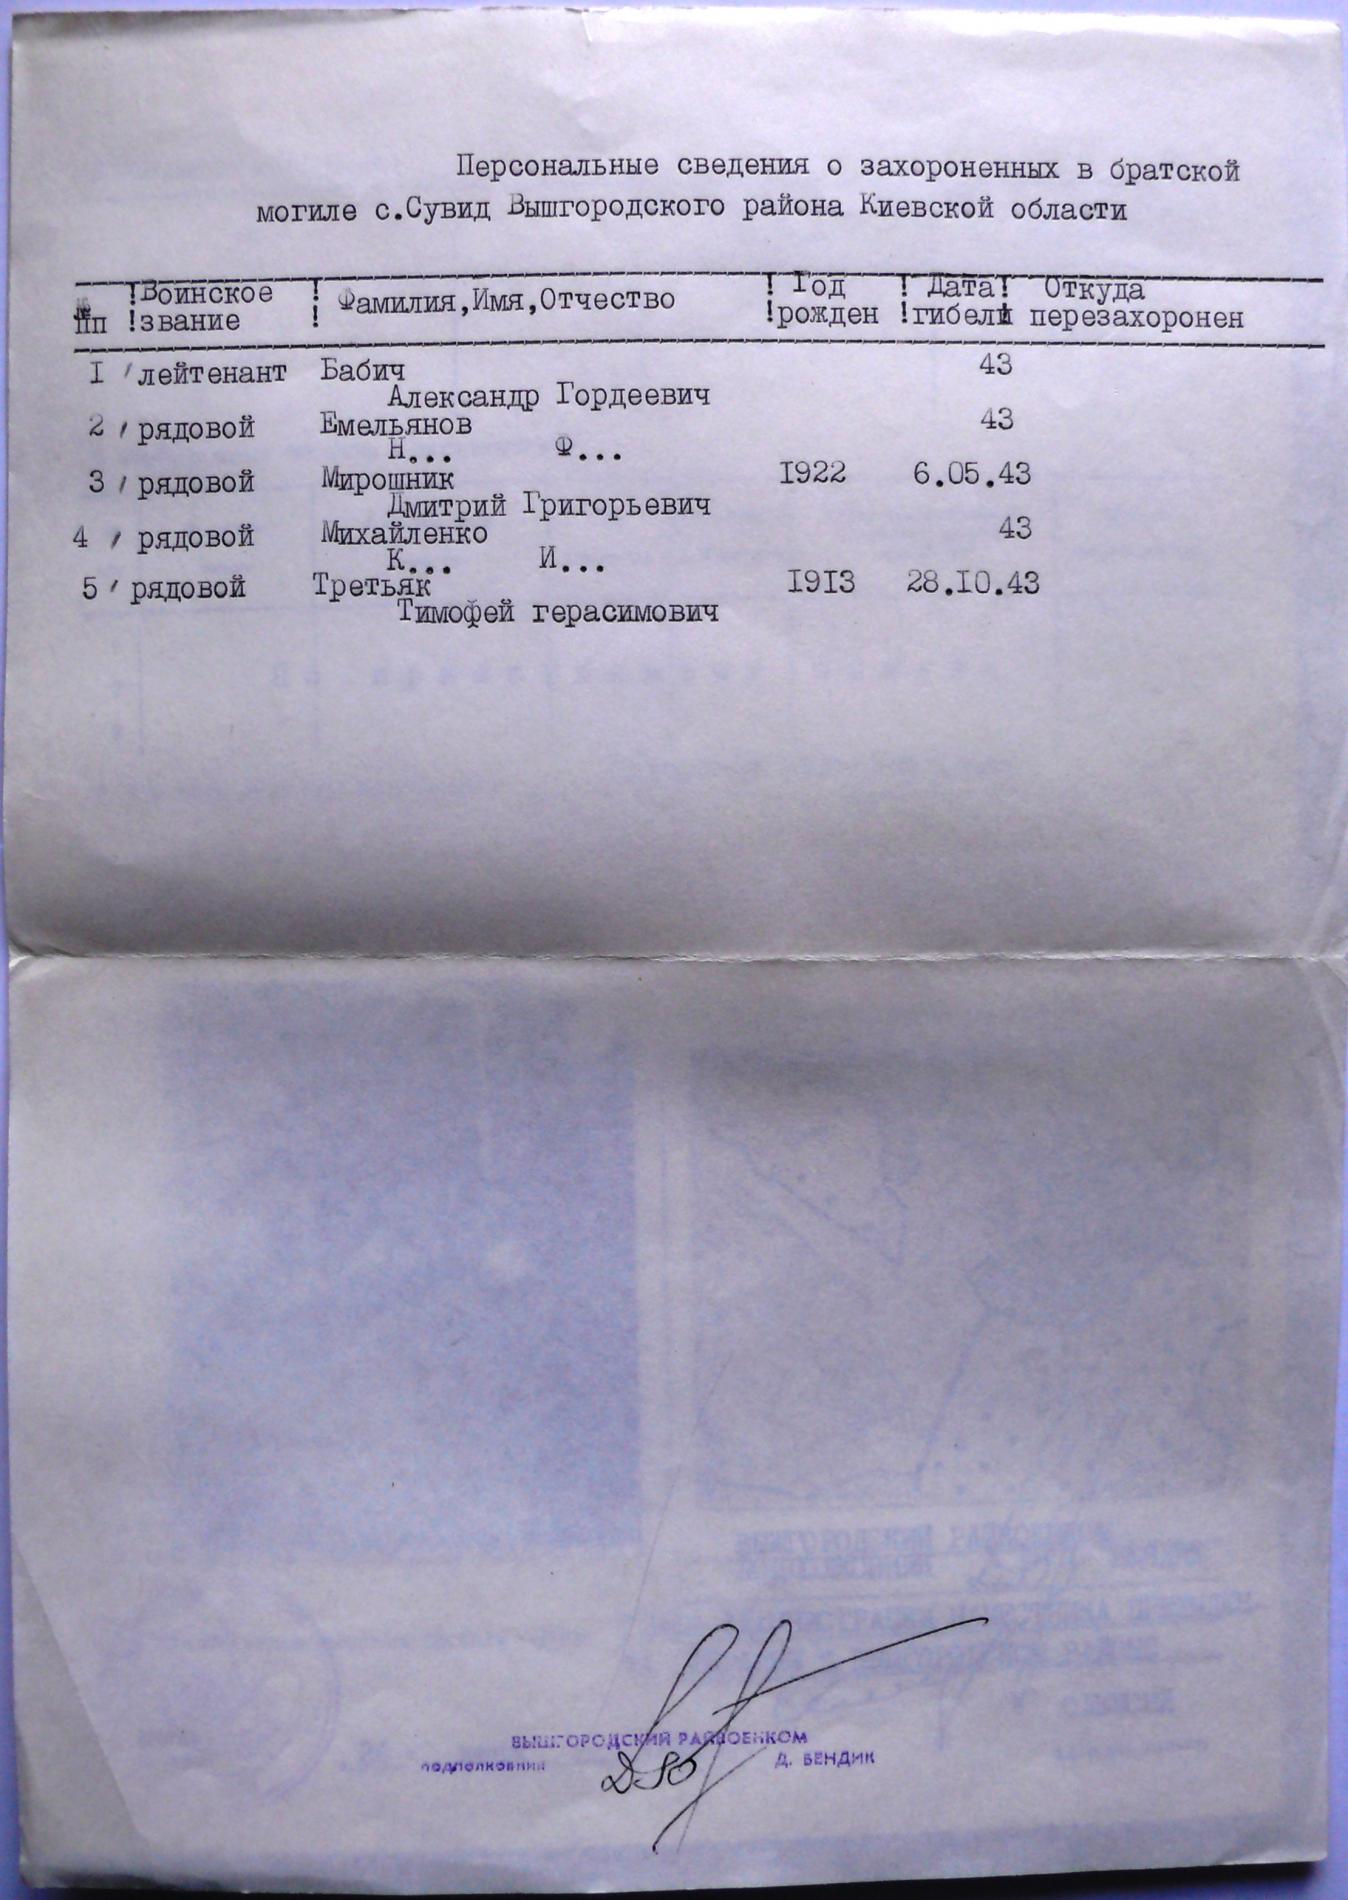 Персональные сведения о захороненных в братской
могиле с.Сувид Вышгородского района Киевской области
№ !Воинское ! Фамилия,Имя,Отчество ! Год ! Дата! Откуда
пп !звание ! !рожден !гибели перезахоронен
I лейтенант Бабич 43
Александр Гордеевич
2 рядовой Емельянов 43
Н... Ф...
3 рядовой Мирошник I922 6.05.43
Дмитрий Григорьевич
4 рядовой Михайленко 43
К... И...
5 рядовой Третьяк I9I3 28.I0.43
Тимофей герасимович
ВЫШГОРОДСКИЙ РАЙВОЕНКОМ
ПОДПОЛКОВНИК Д. БЕНДИК